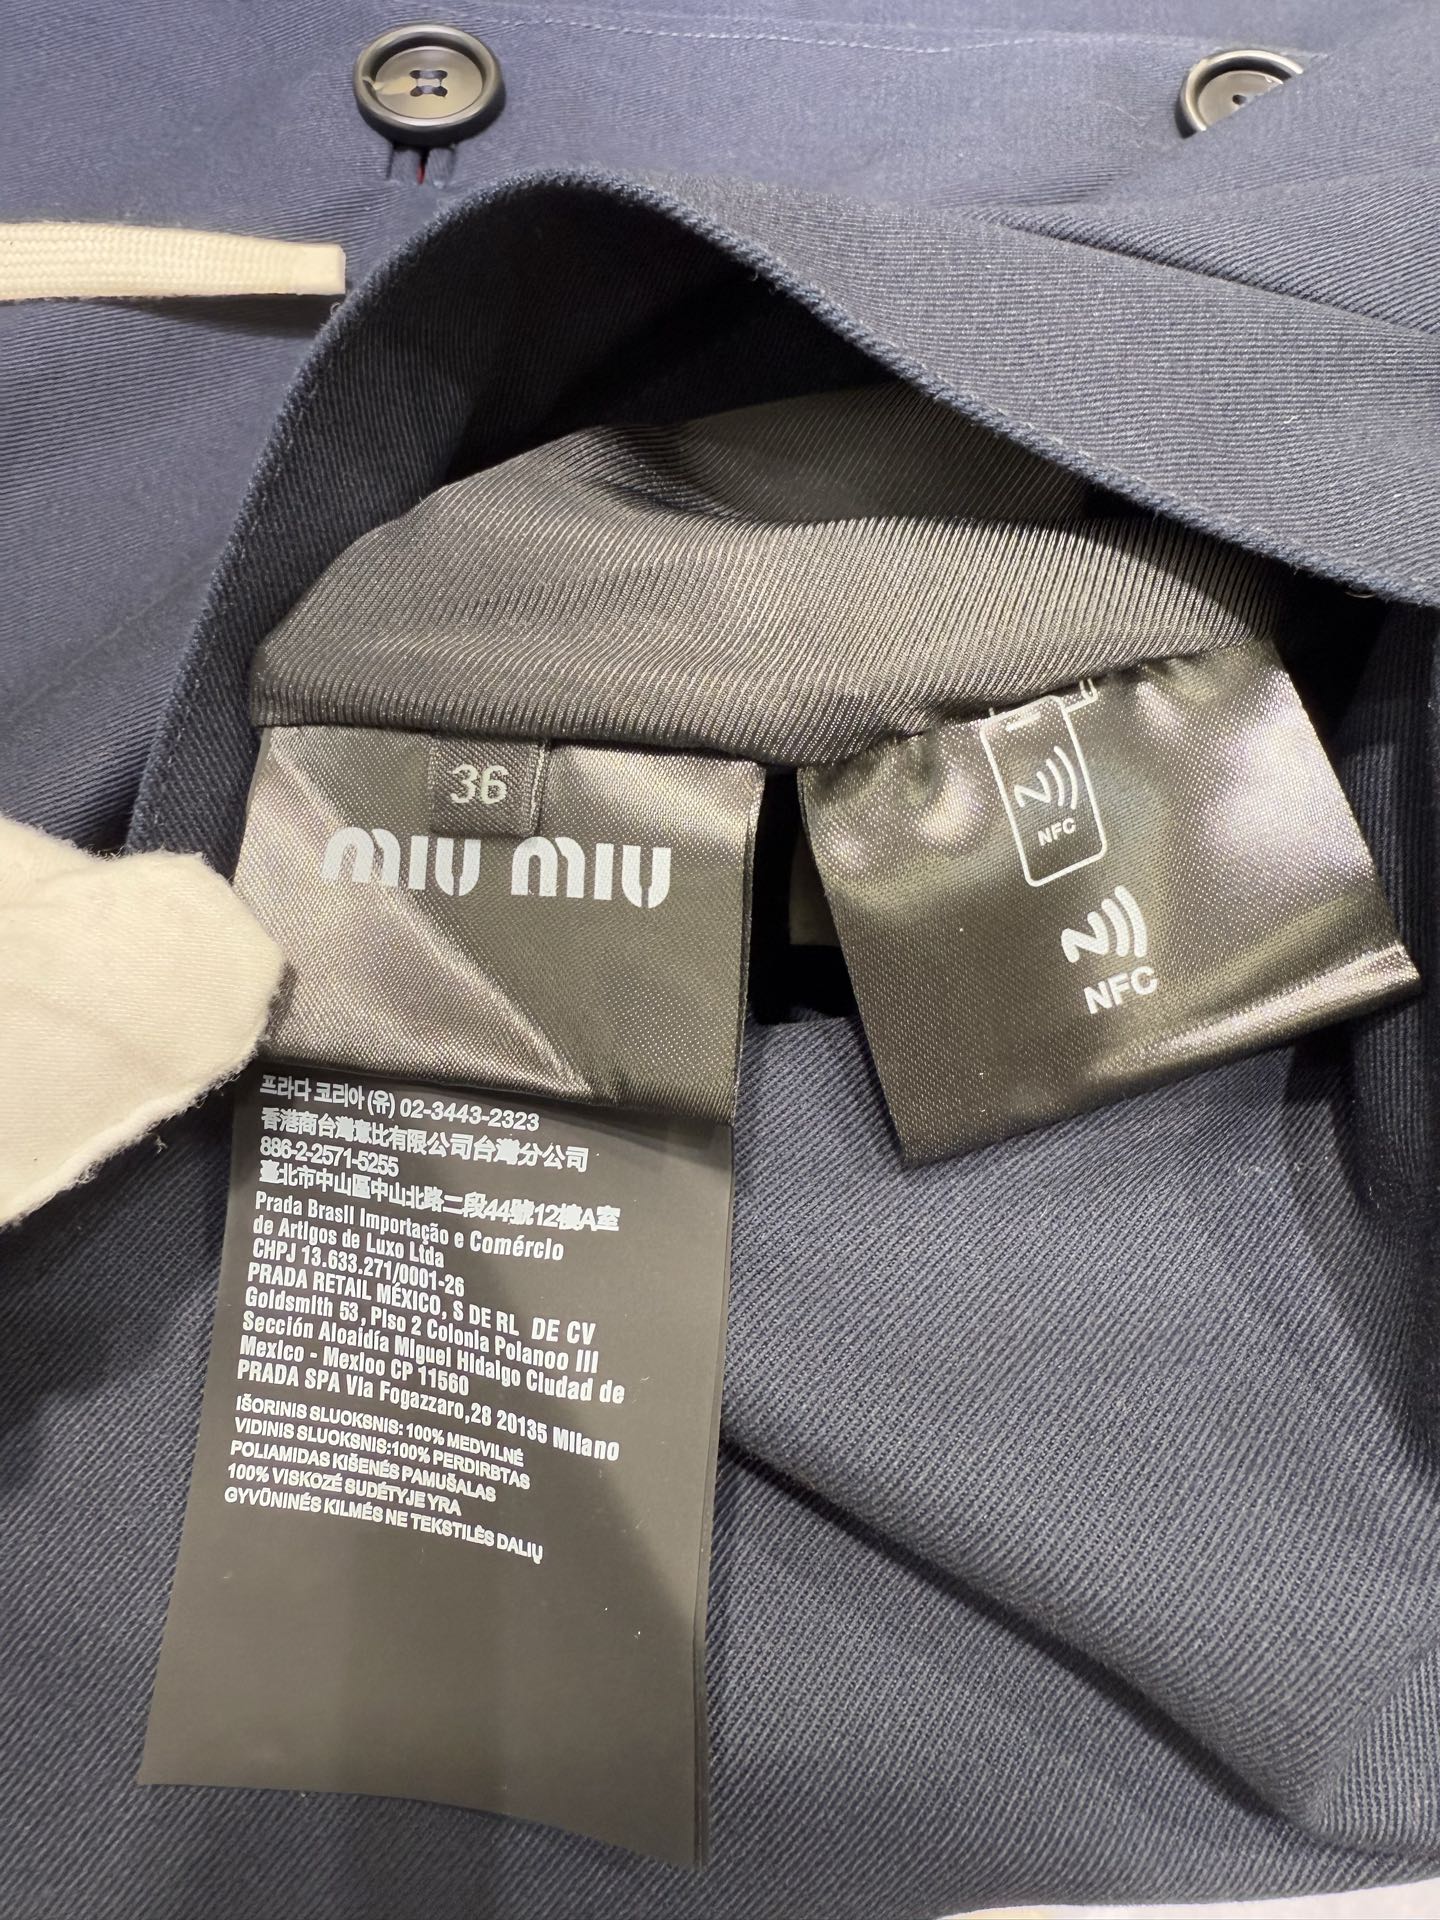 36
MIU MIU
NFC
NFC
프라다 코리아 (유) 02-3443-2323
香港商台灣意比有限公司台灣分公司
886-2-2571-5255
臺北市中山區中山北路二段44號12樓A室
Prada Brasil Importação e Comércio
de Artigos de Luxo Ltda
CHPJ 13.633.271/0001-26
PRADA RETAIL MÉXICO, S DE RL DE CV
Goldsmith 53, Piso 2 Colonia Polanoo III
Sección Aloaidía Miguel Hidalgo Ciudad de
Mexico - Mexioo CP 11560
PRADA SPA Via Fogazzaro,28 20135 Milano
IŠORINIS SLUOKSNIS: 100% MEDVILNĖ
VIDINIS SLUOKSNIS:100% PERDIRBTAS
POLIAMIDAS KIŠENĖS PAMUŠALAS
100% VISKOZĖ SUDĖTYJE YRA
GYVŪNINĖS KILMĖS NE TEKSTILĖS DALIŲ